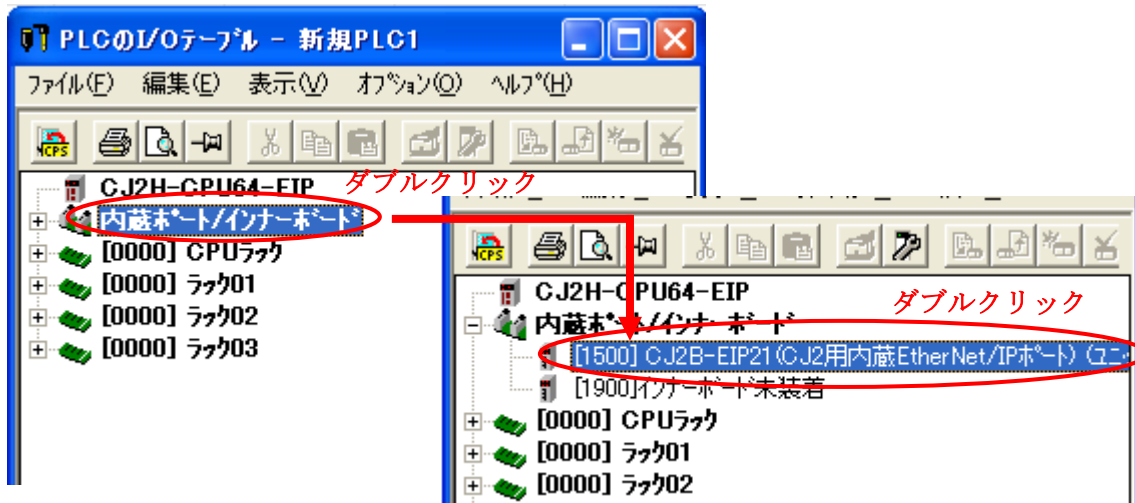 PLCのI/Oテーブル - 新規PLC1
ファイル(F) 編集(E) 表示(V) オプション(O) ヘルプ(H)
CPS
CJ2H-CPU64-EIP
ダブルクリック
内蔵ポート/インナーボード
[0000] CPUラック
[0000] ラック01
[0000] ラック02
[0000] ラック03
CPS
CJ2H-CPU64-EIP
ダブルクリック
内蔵ポート/インナーボード
[1500] CJ2B-EIP21(CJ2用内蔵EtherNet/IPポート) (ユニ
[1900]インナーボード未装着
[0000] CPUラック
[0000] ラック01
[0000] ラック02